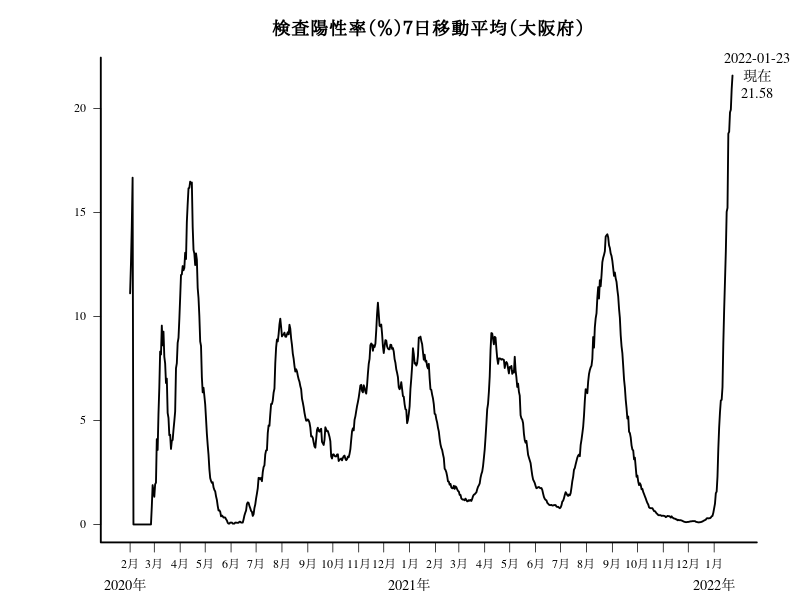 検査陽性率(%)7日移動平均(大阪府)
2022-01-23
現在
21.58
20
15
10
5
0
2月 3月 4月 5月 6月 7月 8月 9月 10月 11月 12月 1月 2月 3月 4月 5月 6月 7月 8月 9月 10月 11月 12月 1月
2020年 2021年 2022年